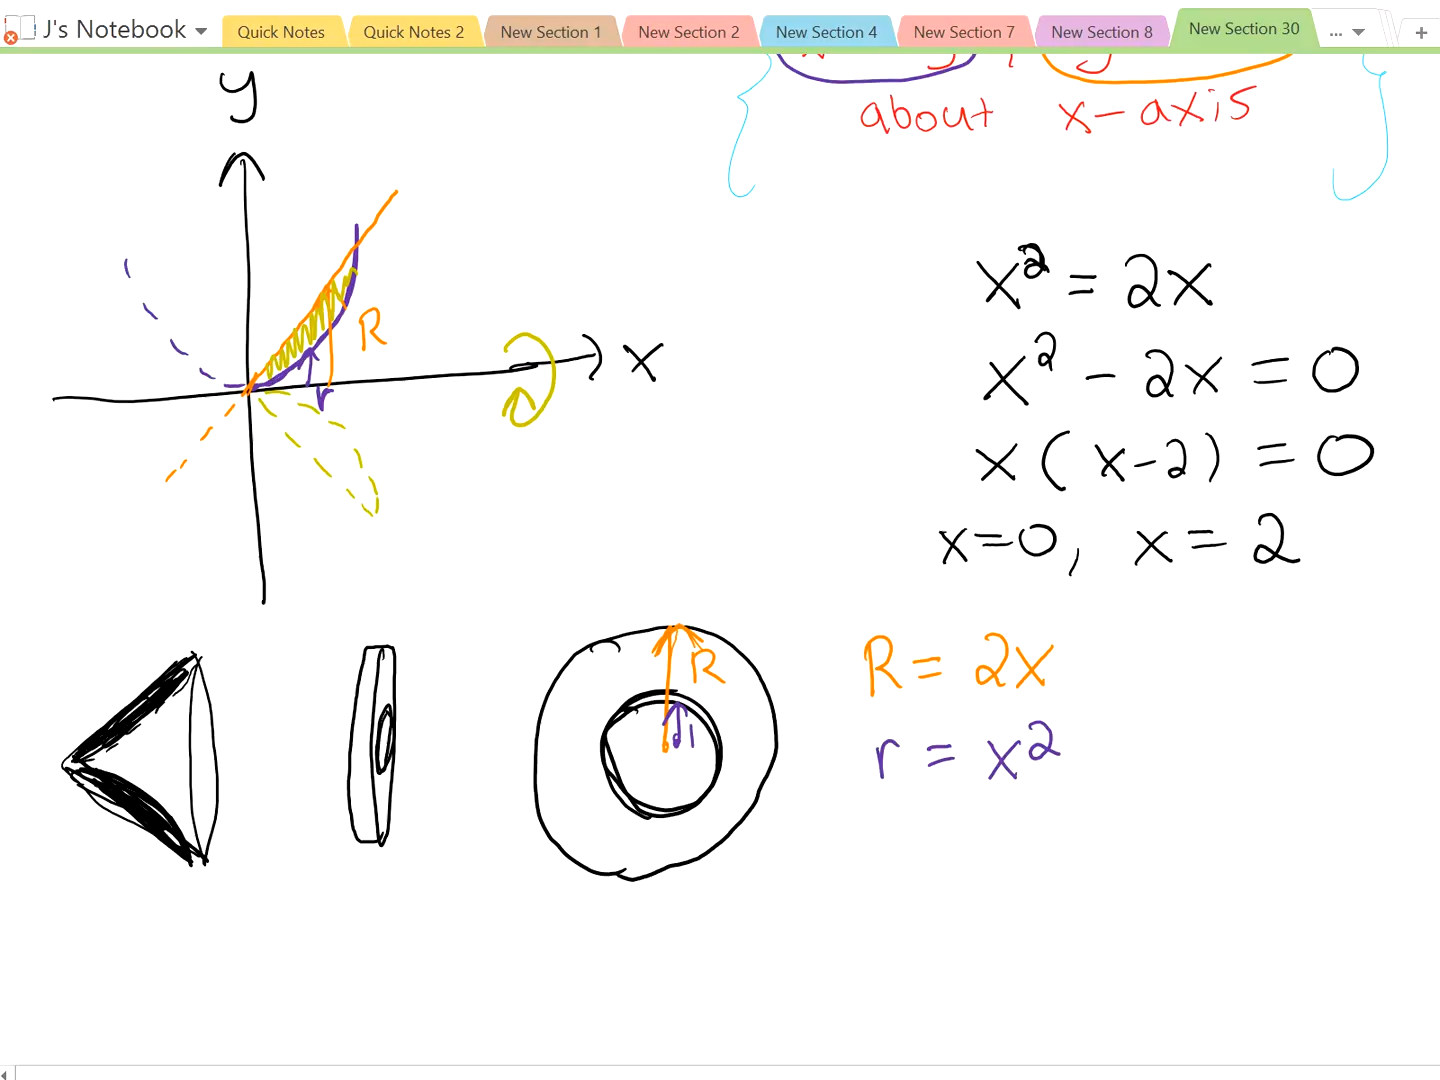 J's Notebook
Quick Notes
Quick Notes 2
New Section 1
New Section 2
New Section 4
New Section 7
New Section 8
New Section 30
...
+
about x-axis
y
x
R
r
x² = 2x
x² - 2x = 0
x(x-2) = 0
x=0, x=2
R
R = 2x
r = x²